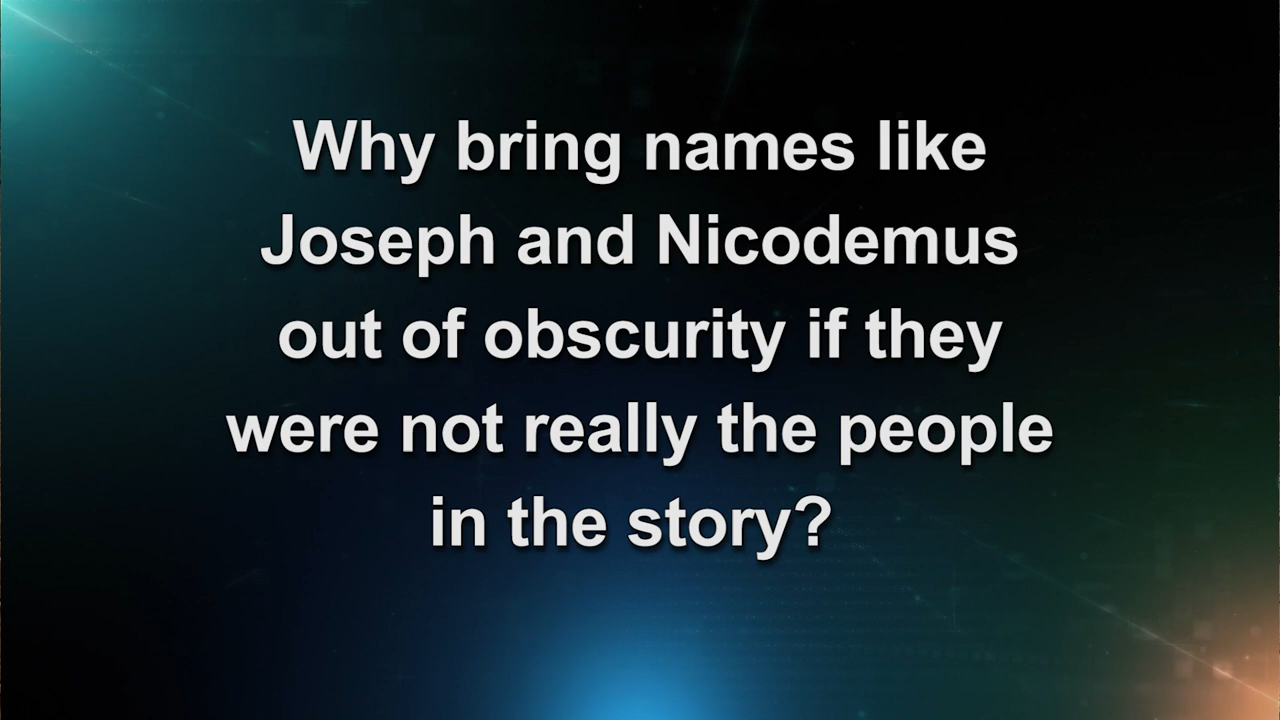 Why bring names like
Joseph and Nicodemus
out of obscurity if they
were not really the people
in the story?